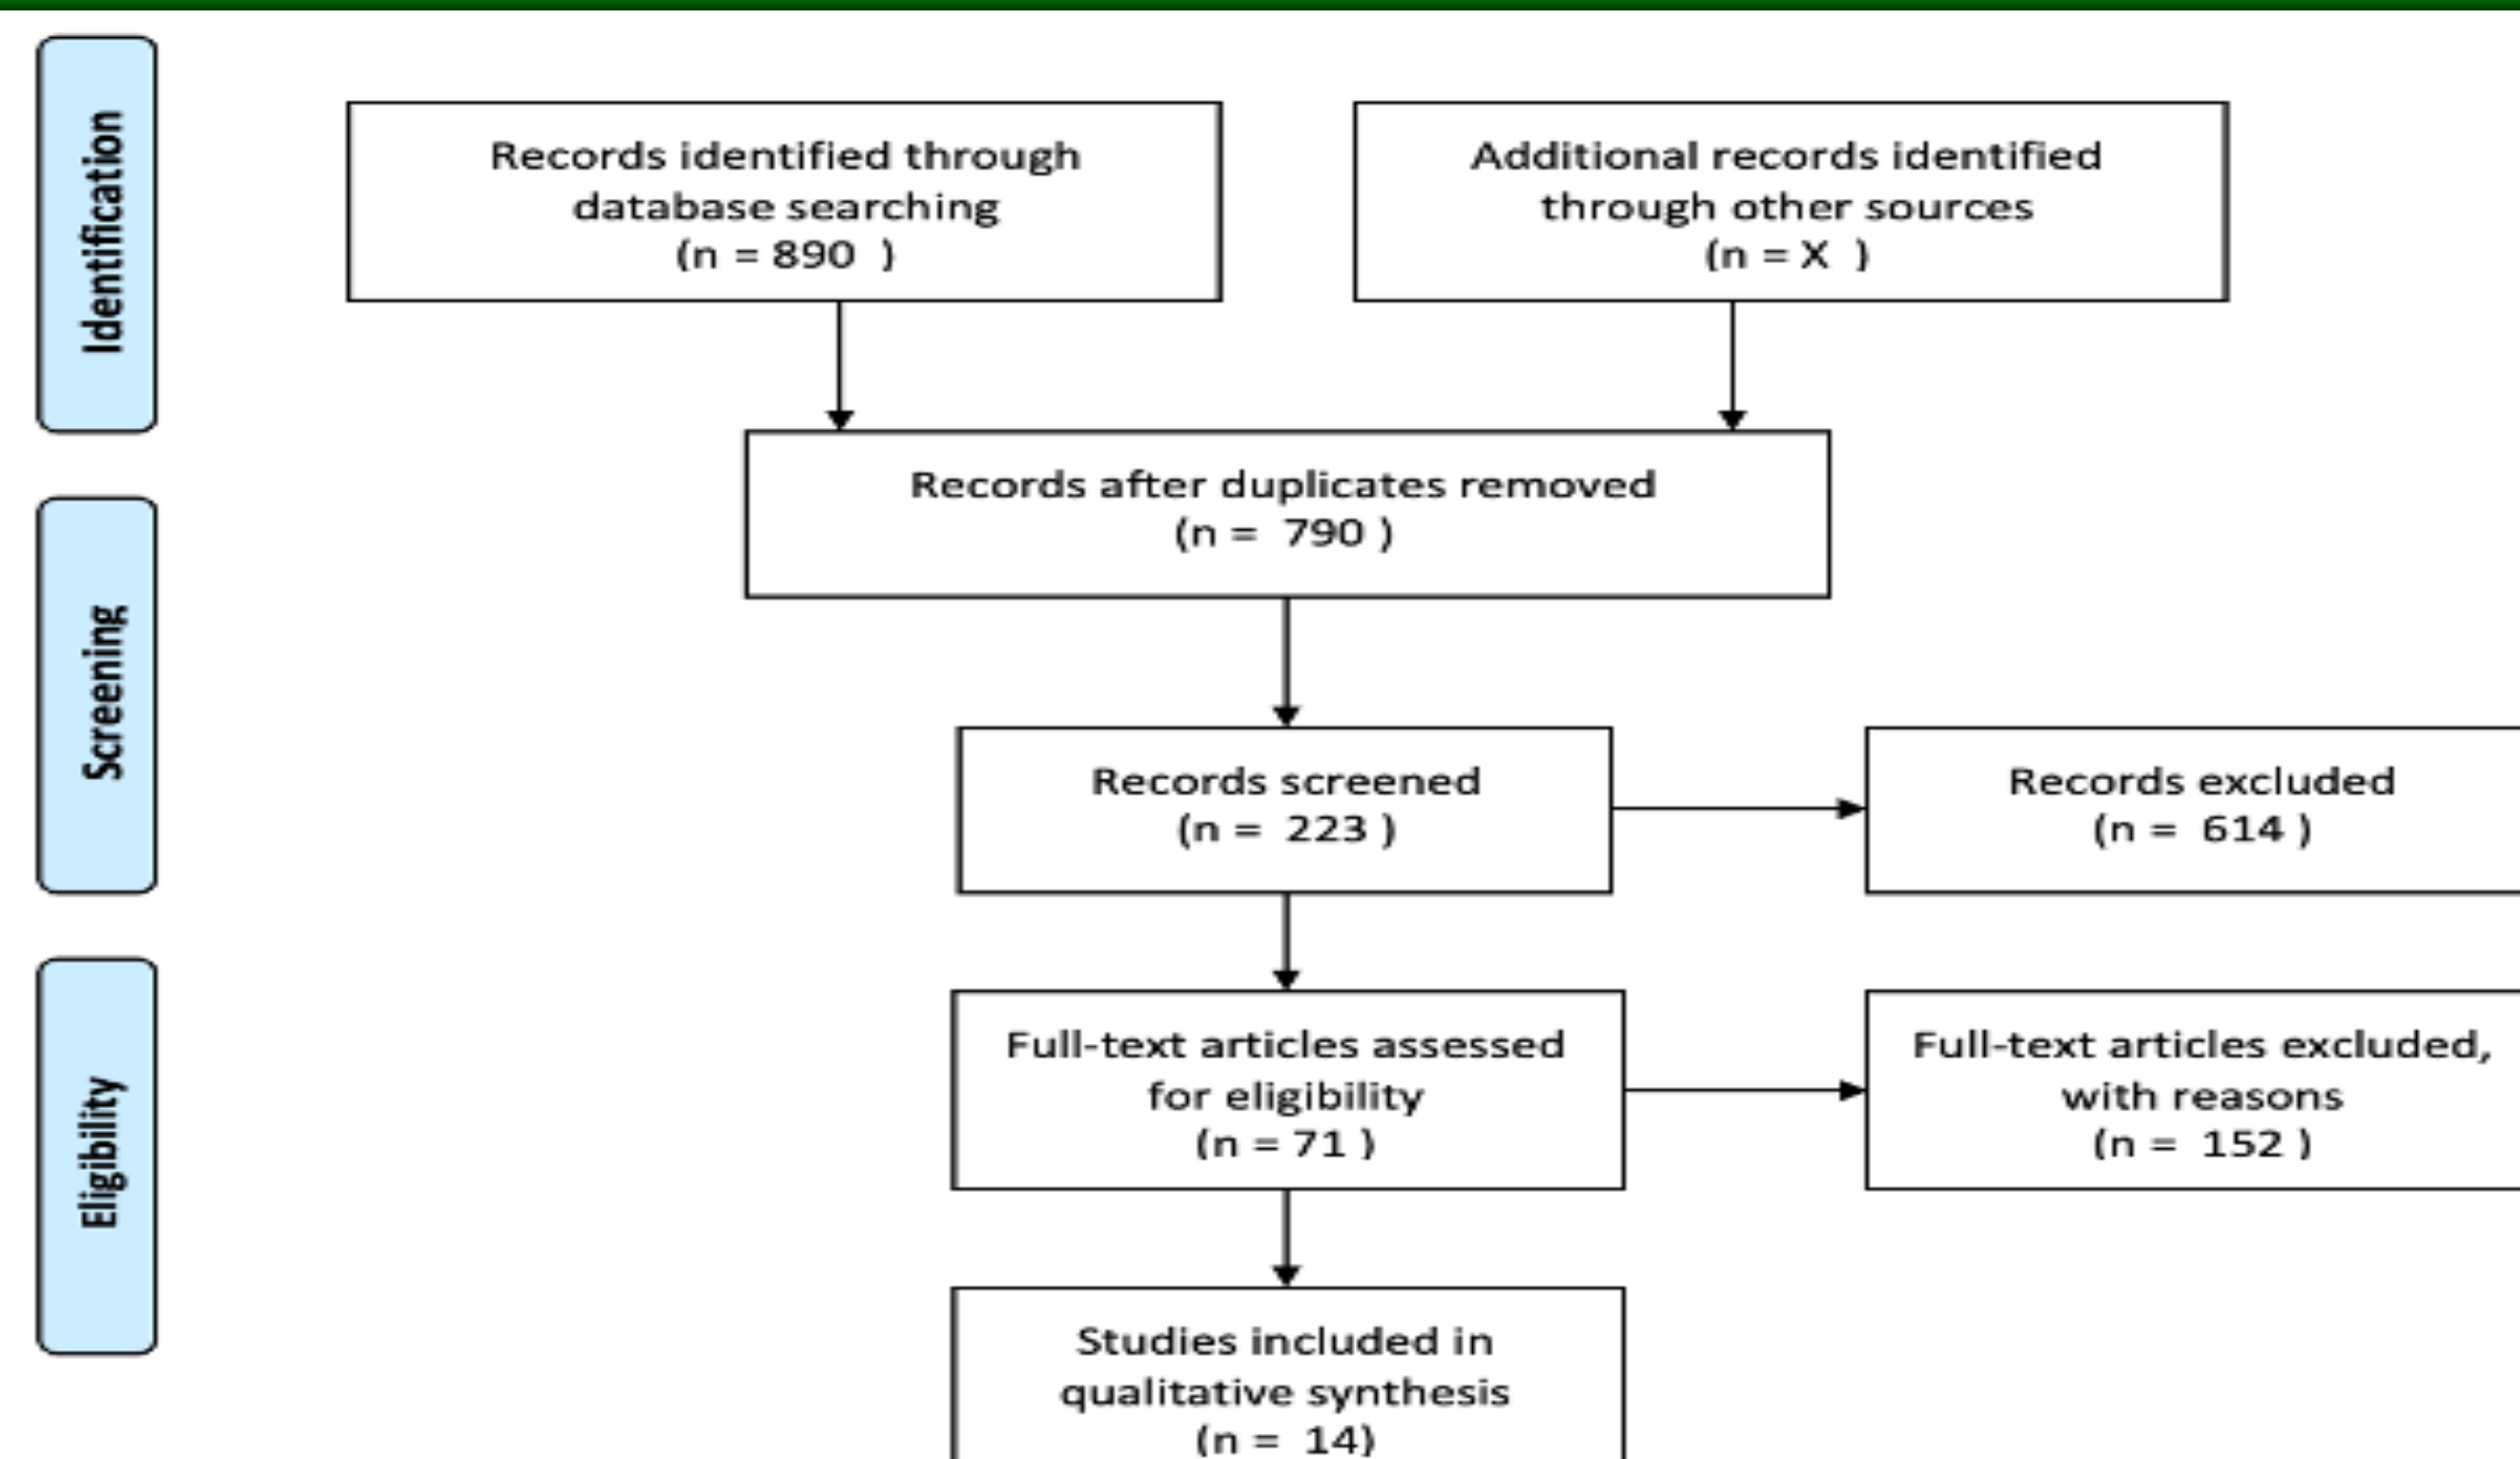 Identification
Records identified through
database searching
(n = 890  )
Additional records identified
through other sources
(n = X  )
Records after duplicates removed
(n =  790 )
Screening
Records screened
(n =  223 )
Records excluded
(n =  614 )
Eligibility
Full-text articles assessed
for eligibility
(n = 71 )
Full-text articles excluded,
with reasons
(n =  152 )
Studies included in
qualitative synthesis
(n =  14)